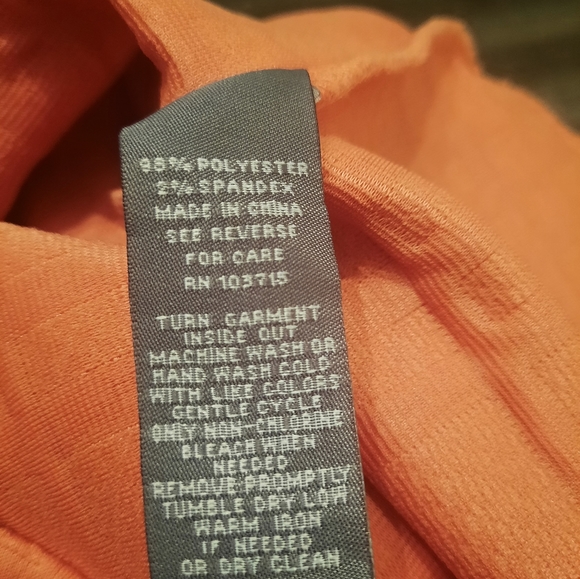 POLYESTER
SPANDEX
MADE IN CHINA
SEE REVERSE
FOR CARE
RN 103715
TURN GARMENT
INSIDE OUT
MACHINE WASH OR
HAND WASH COLD
WITH LIKE COLORS
GENTLE CYCLE
ONLY NON-CHLORINE
BLEACH WHEN
NEEDED
REMOVE PROMPTLY
TUMBLE DRY LOW
WARM IRON
IF NEEDED
OR DRY CLEAN